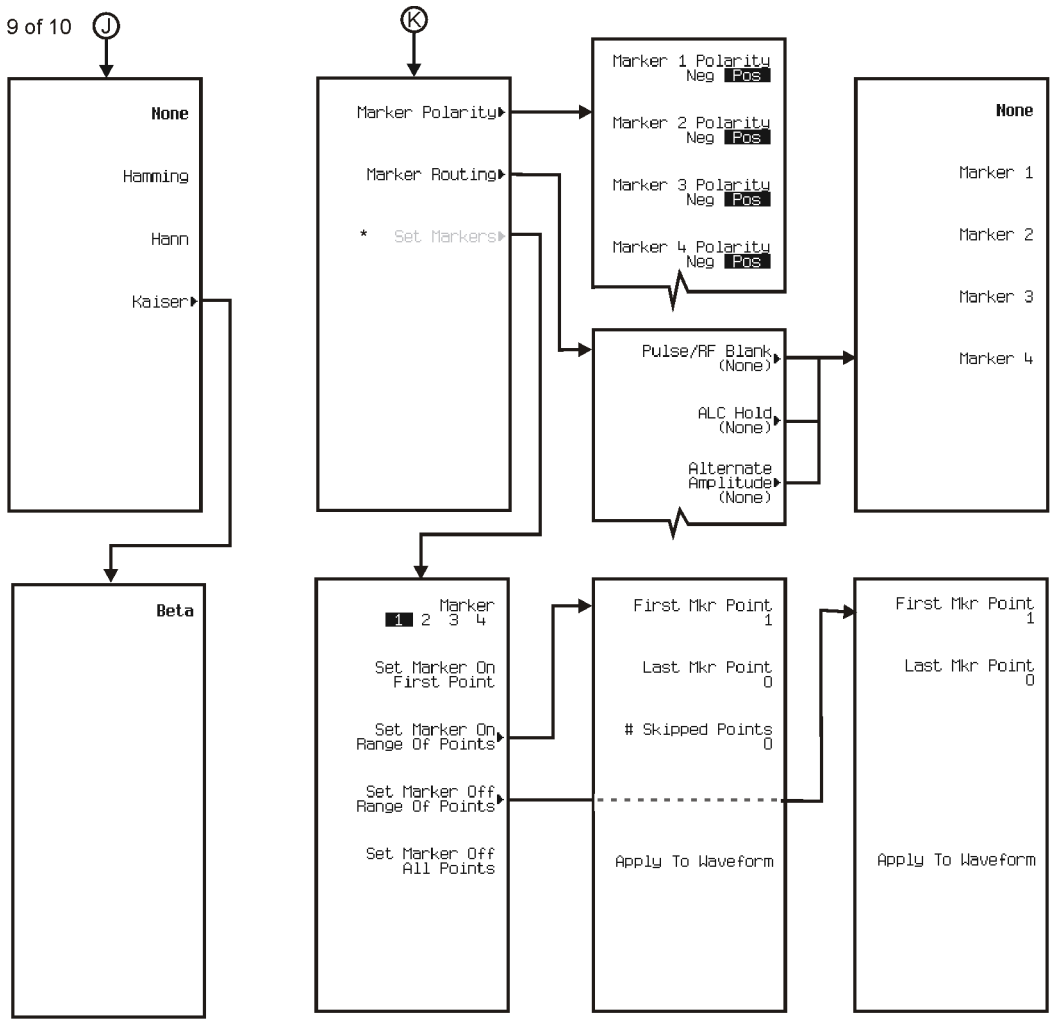 9 of 10
J
K
None
Hamming
Hann
Kaiser
Beta
Marker Polarity
Marker Routing
* Set Markers
Marker 1 Polarity
Neg Pos
Marker 2 Polarity
Neg Pos
Marker 3 Polarity
Neg Pos
Marker 4 Polarity
Neg Pos
Pulse/RF Blank
(None)
ALC Hold
(None)
Alternate
Amplitude
(None)
None
Marker 1
Marker 2
Marker 3
Marker 4
Marker
1 2 3 4
Set Marker On
First Point
Set Marker On
Range Of Points
Set Marker Off
Range Of Points
Set Marker Off
All Points
First Mkr Point
1
Last Mkr Point
0
# Skipped Points
0
Apply To Waveform
First Mkr Point
1
Last Mkr Point
0
Apply To Waveform